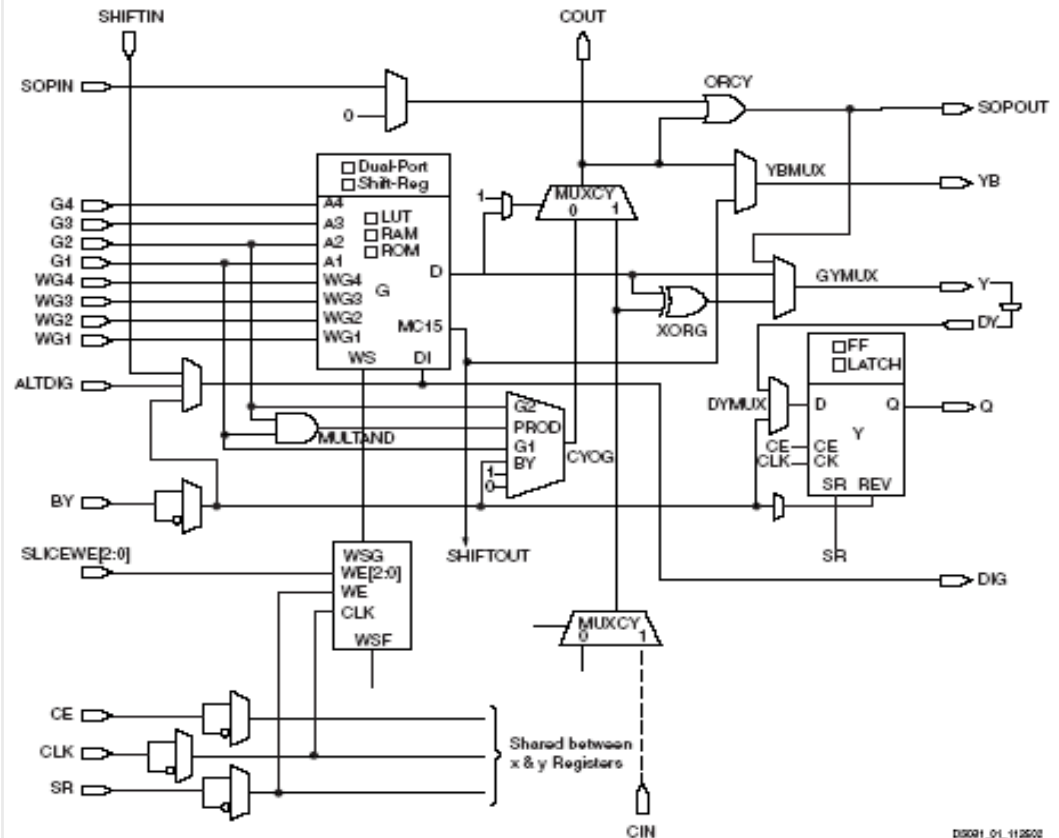 SHIFTIN
COUT
SOPIN
ORCY
SOPOUT
0
Dual-Port
Shift-Reg
YBMUX
YB
1
MUXCY
0 1
G4
A4
G3
A3
LUT
G2
A2
RAM
G1
A1
ROM
D
WG4
WG4
G
GYMUX
Y
WG3
WG3
WG2
WG2
MC15
XORG
DY
WG1
WG1
WS
DI
FF
LATCH
ALTDIG
G2
DYMUX
D
Q
Q
PROD
MULTAND
Y
G1
CYOG
CE
CE
BY
CLK
CK
1
0
SR REV
BY
SHIFTOUT
SR
SLICEWE[2:0]
WSG
WE[2:0]
DIG
WE
CLK
MUXCY
0 1
WSF
CE
CLK
Shared between
x & y Registers
SR
CIN
DS031_01_112502